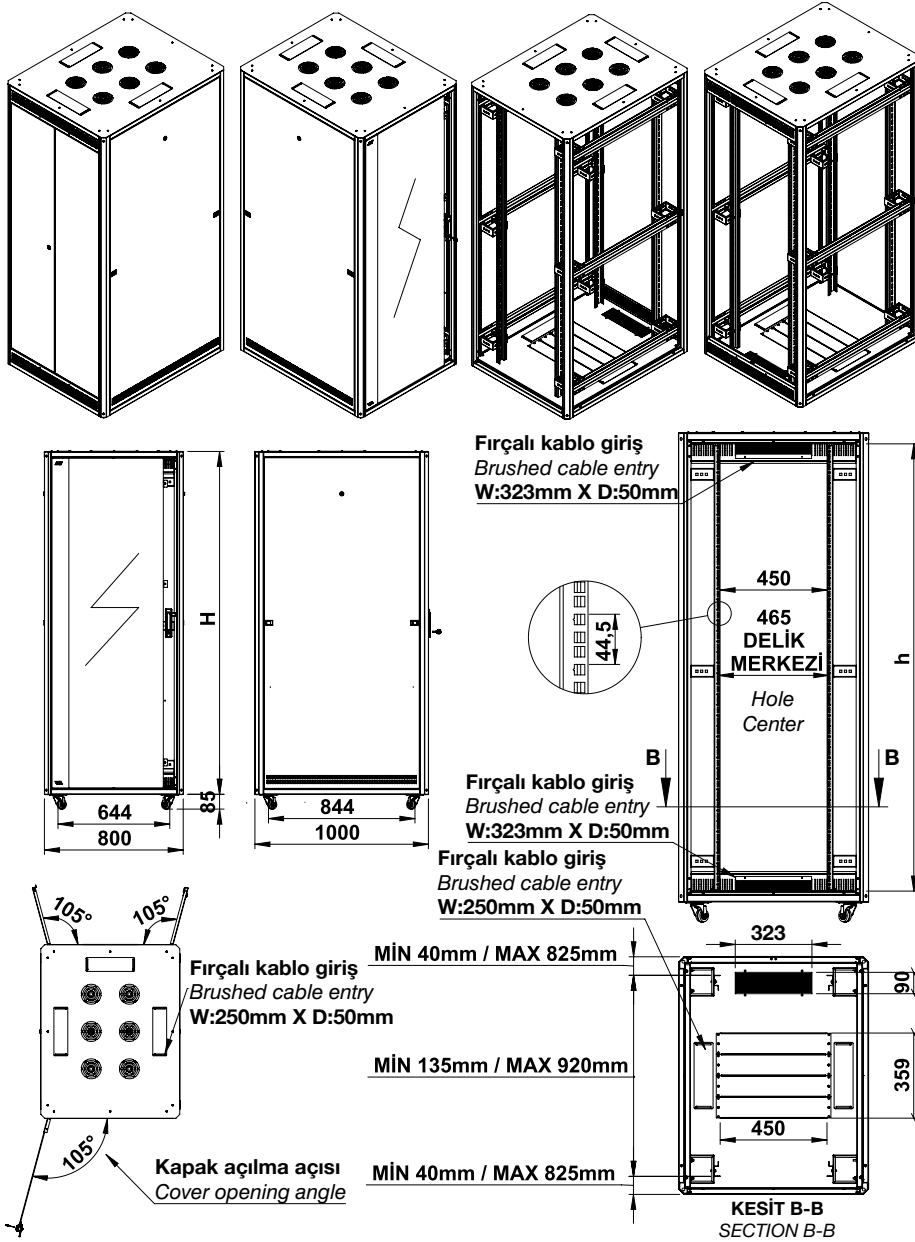 Fırçalı kablo giriş
Brushed cable entry
W:323mm X D:50mm
450
465
DELİK
MERKEZİ
Hole
Center
44,5
H
h
B
B
85
644
800
844
1000
Fırçalı kablo giriş
Brushed cable entry
W:323mm X D:50mm
Fırçalı kablo giriş
Brushed cable entry
W:250mm X D:50mm
105°
105°
Fırçalı kablo giriş
Brushed cable entry
W:250mm X D:50mm
105°
Kapak açılma açısı
Cover opening angle
MİN 40mm / MAX 825mm
MİN 135mm / MAX 920mm
MİN 40mm / MAX 825mm
323
90
359
450
KESİT B-B
SECTION B-B